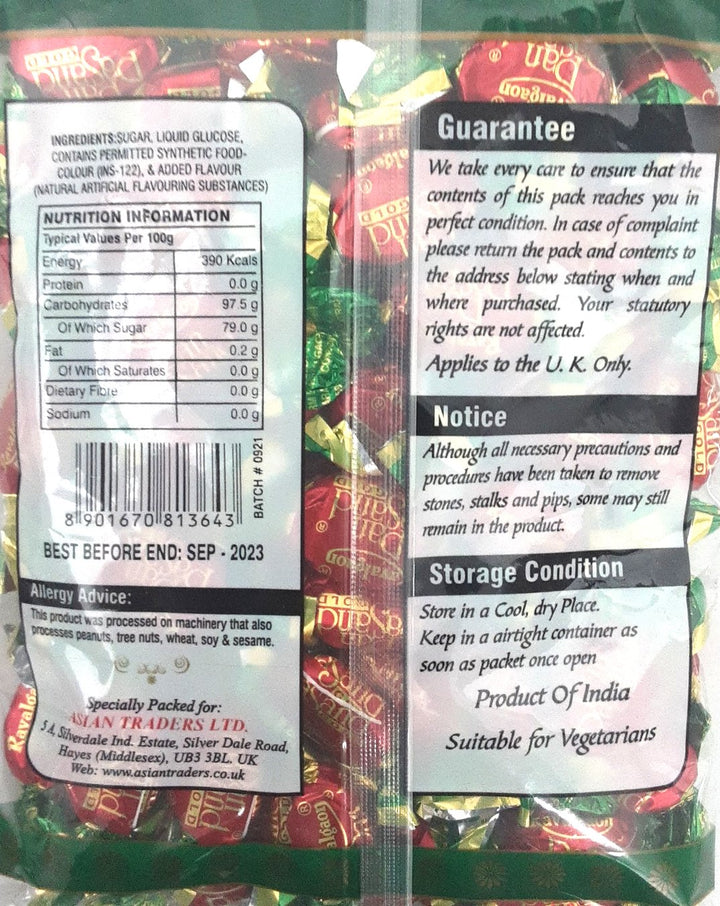 INGREDIENTS:SUGAR, LIQUID GLUCOSE,
CONTAINS PERMITTED SYNTHETIC FOOD-
COLOUR (INS-122), & ADDED FLAVOUR
(NATURAL ARTIFICIAL FLAVOURING SUBSTANCES)
NUTRITION INFORMATION
Typical Values Per 100g
Energy 390 Kcals
Protein 0.0 g
Carbohydrates 97.5 g
Of Which Sugar 79.0 g
Fat 0.2 g
Of Which Saturates 0.0 g
Dietary Fibre 0.0 g
Sodium 0.0 g
BATCH # 0921
8 901670 813643
BEST BEFORE END: SEP - 2023
Allergy Advice:
This product was processed on machinery that also
processes peanuts, tree nuts, wheat, soy & sesame.
Specially Packed for:
ASIAN TRADERS LTD.
5A, Silverdale Ind. Estate, Silver Dale Road,
Hayes (Middlesex), UB3 3BL. UK
Web: www.asiantraders.co.uk
Guarantee
We take every care to ensure that the
contents of this pack reaches you in
perfect condition. In case of complaint
please return the pack and contents to
the address below stating when and
where purchased. Your statutory
rights are not affected.
Applies to the U. K. Only.
Notice
Although all necessary precautions and
procedures have been taken to remove
stones, stalks and pips, some may still
remain in the product.
Storage Condition
Store in a Cool, dry Place.
Keep in a airtight container as
soon as packet once open
Product Of India
Suitable for Vegetarians
Pan
Pasand
GOLD